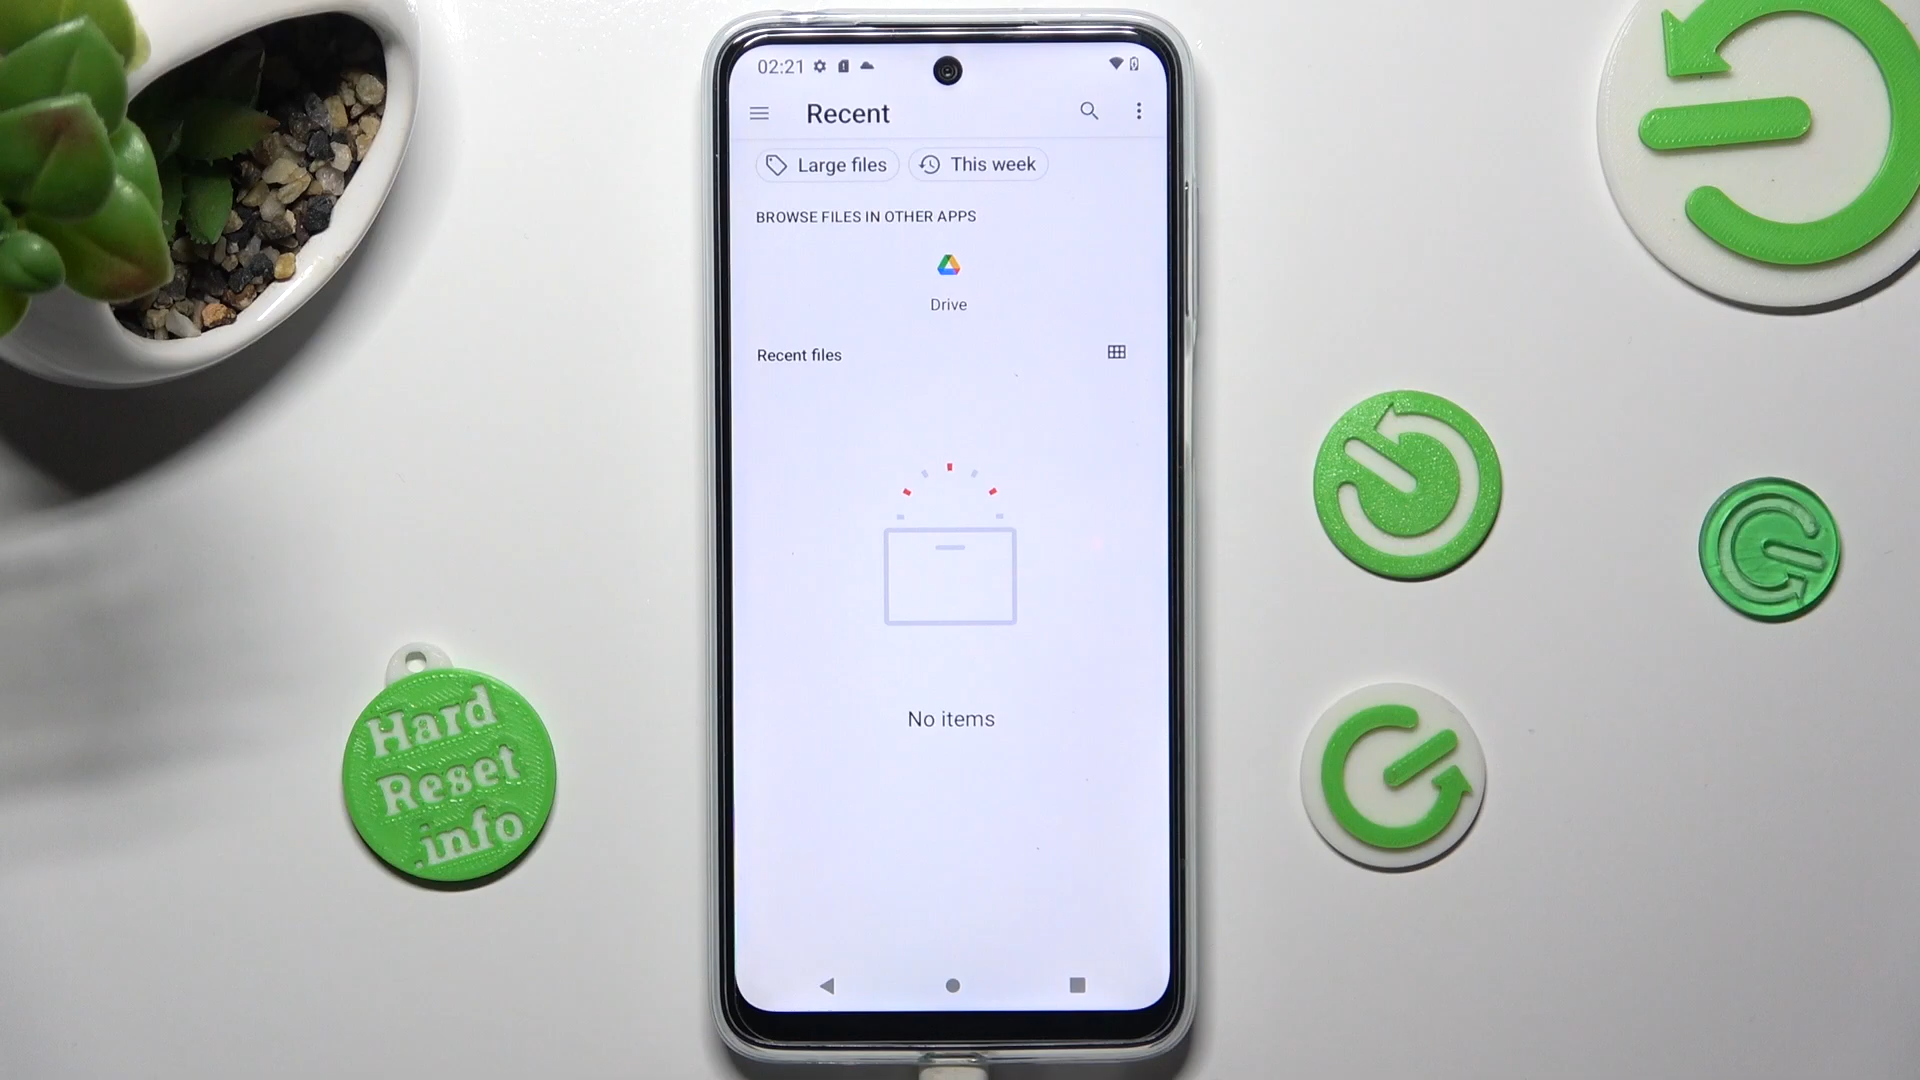 02:21
Recent
Large files
This week
BROWSE FILES IN OTHER APPS
Drive
Recent files
No items
Hard
Reset
.info